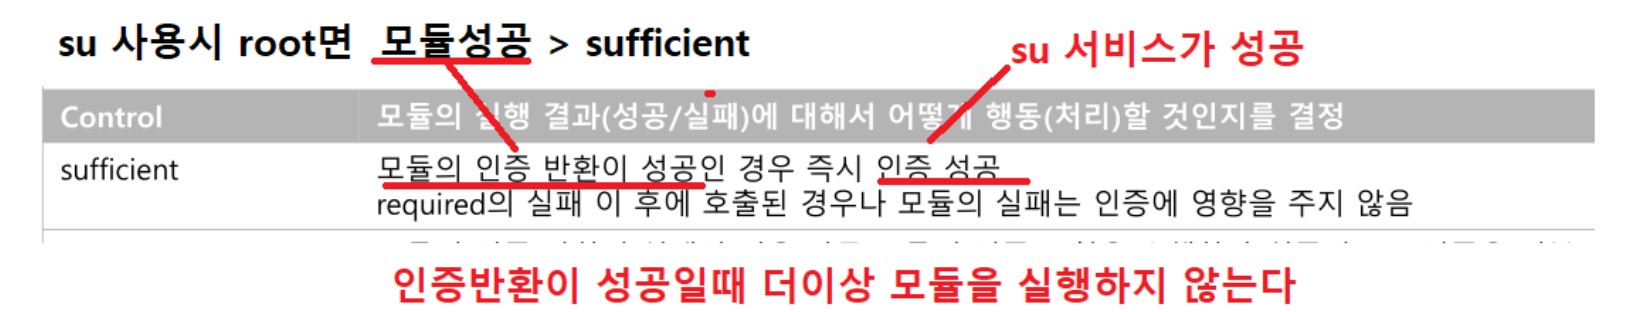 su 사용시 root면 모듈성공 > sufficient
su 서비스가 성공
Control 모듈의 실행 결과(성공/실패)에 대해서 어떻게 행동(처리)할 것인지를 결정
sufficient 모듈의 인증 반환이 성공인 경우 즉시 인증 성공
required의 실패 이 후에 호출된 경우나 모듈의 실패는 인증에 영향을 주지 않음
인증반환이 성공일때 더이상 모듈을 실행하지 않는다